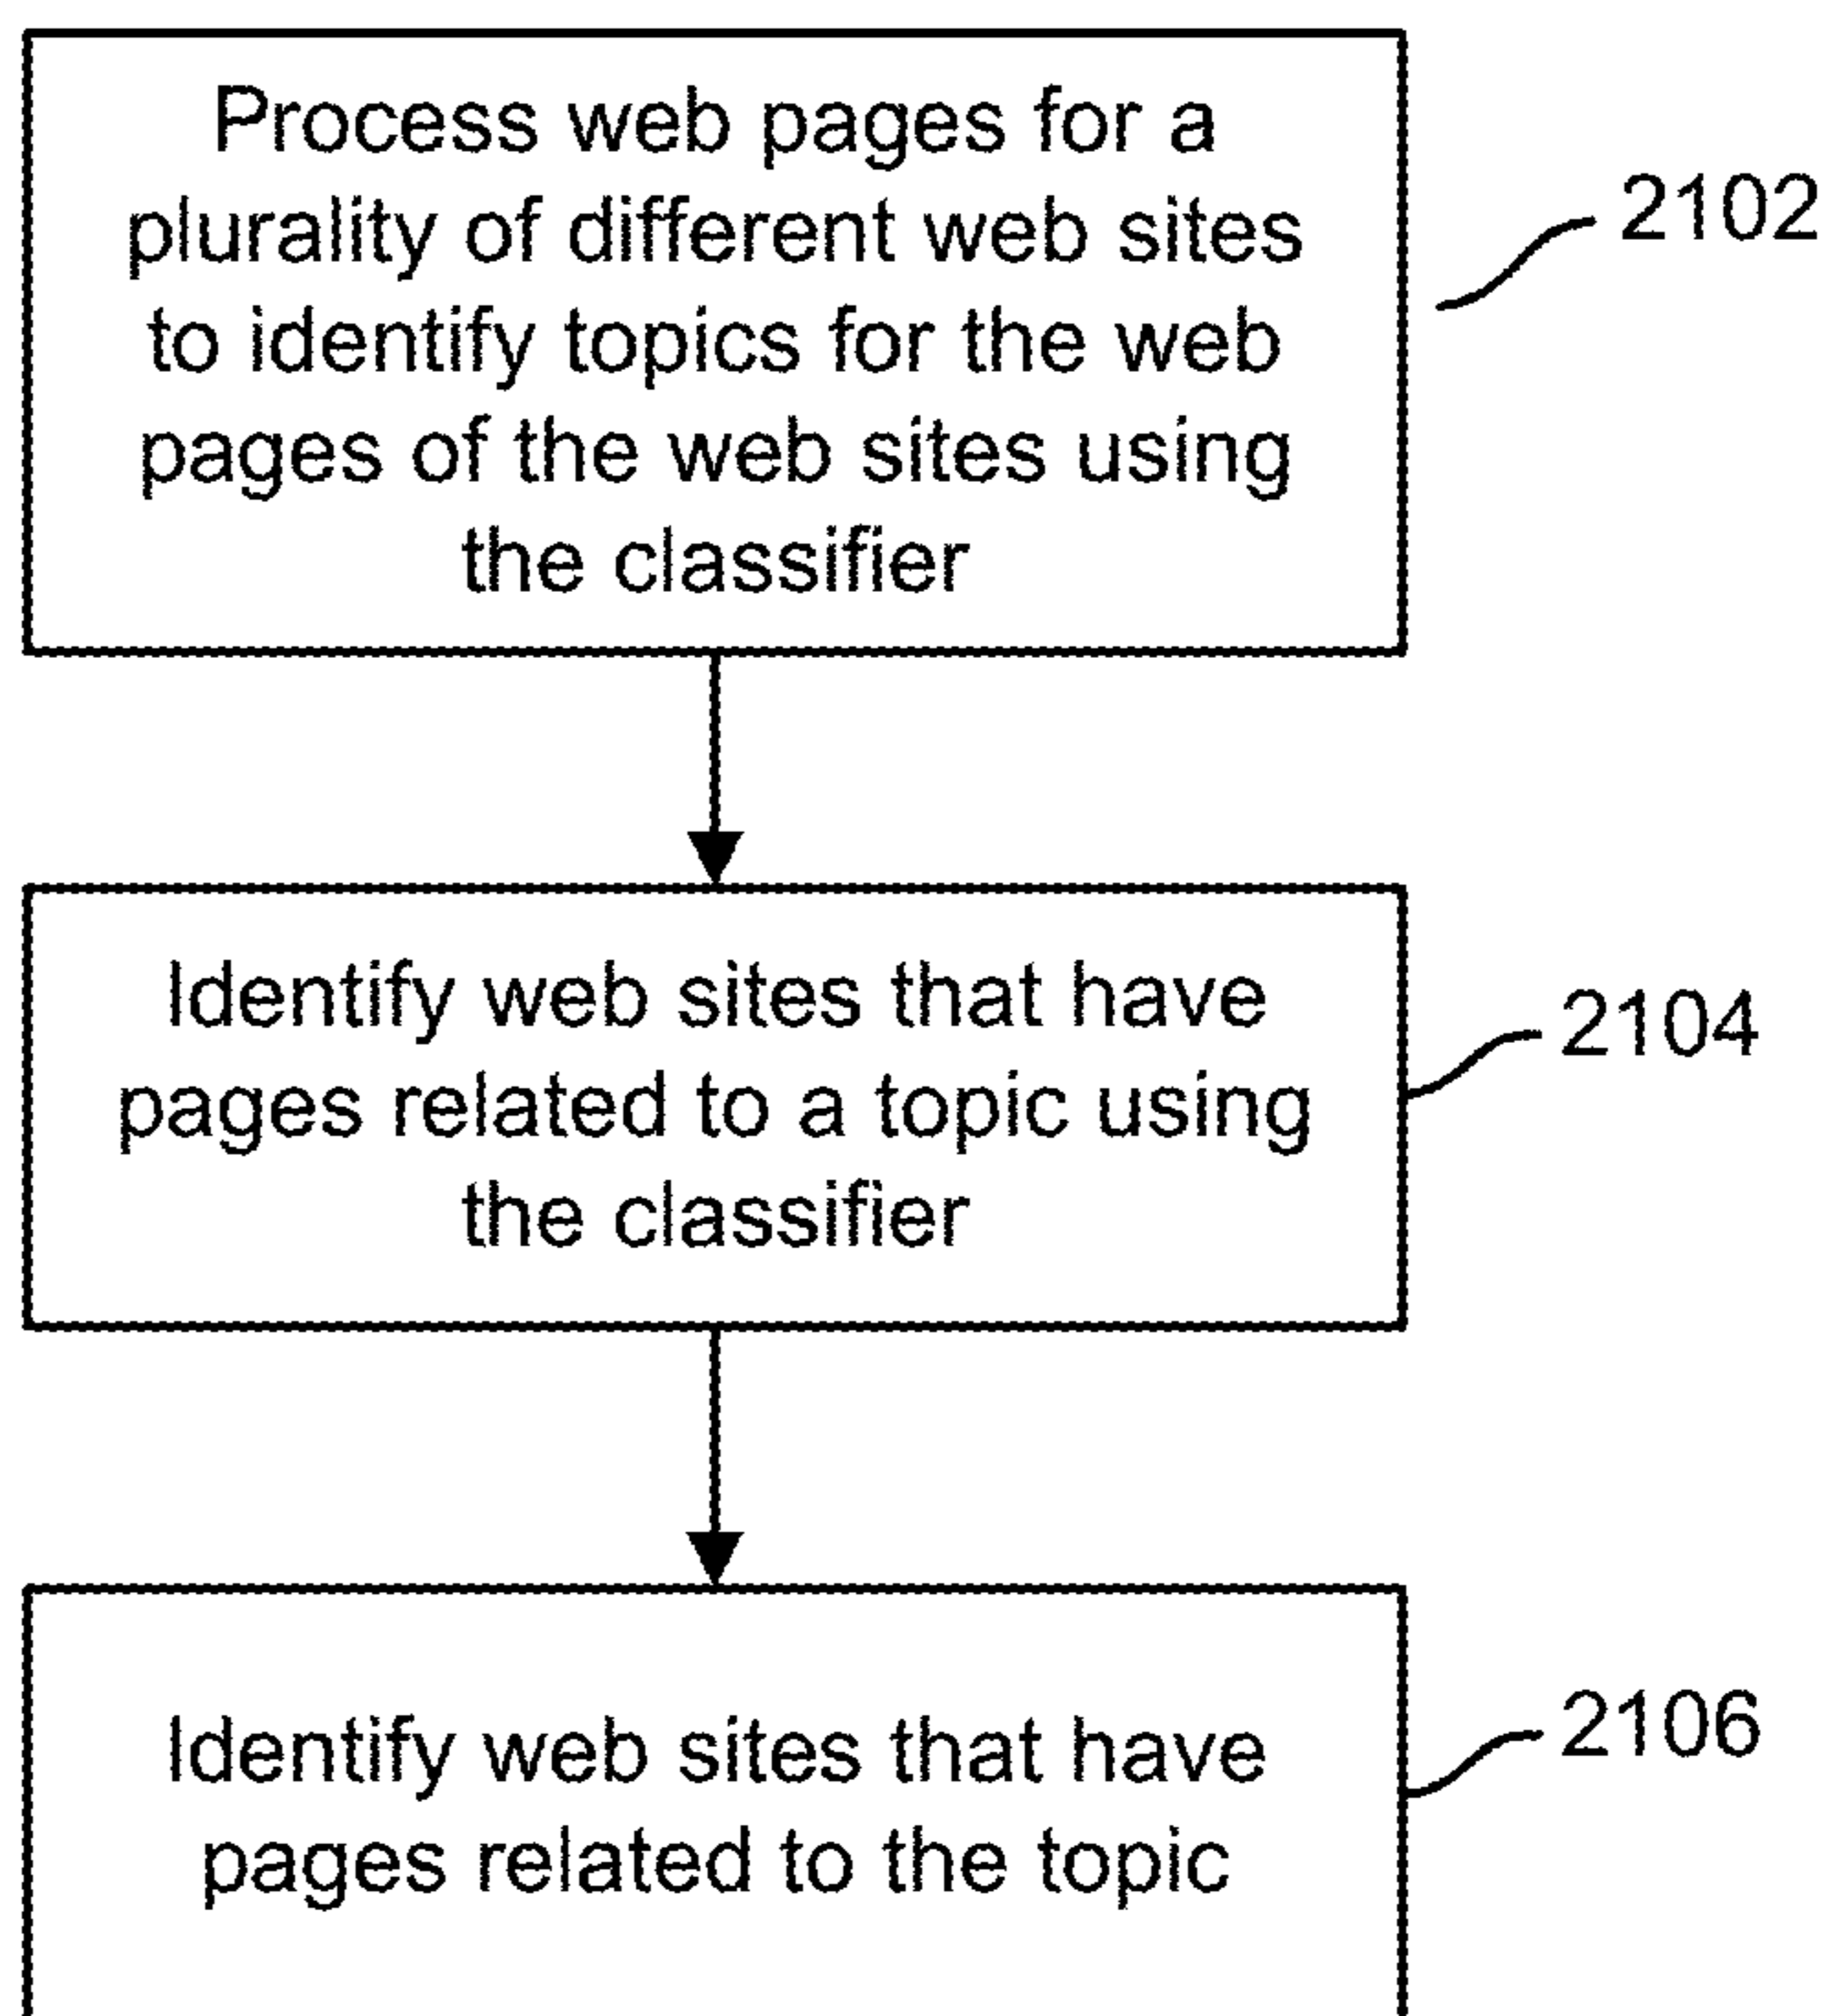 Process web pages for a
plurality of different web sites
to identify topics for the web
pages of the web sites using
the classifier
2102
Identify web sites that have
pages related to a topic using
the classifier
2104
Identify web sites that have
pages related to the topic
2106